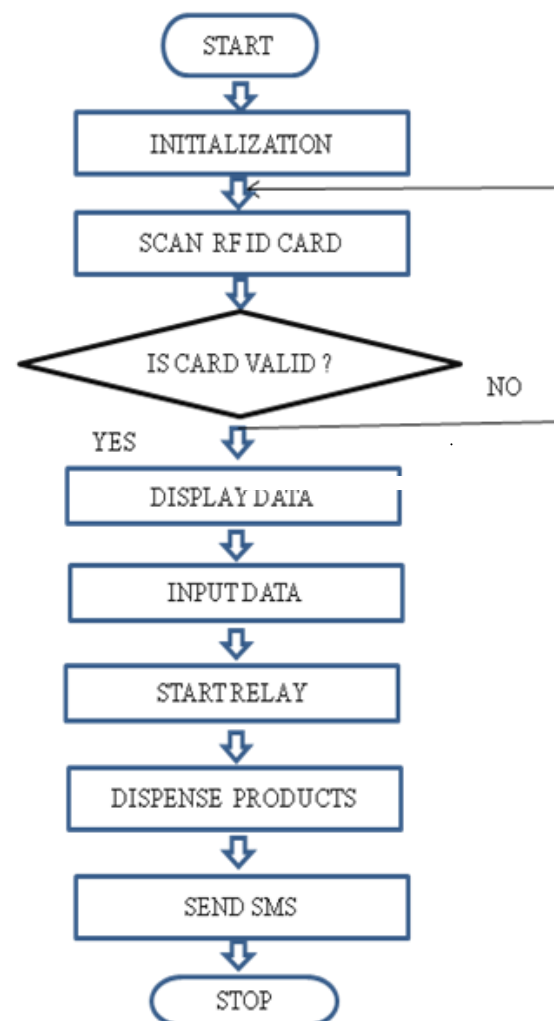 START
INITIALIZATION
SCAN RFID CARD
IS CARD VALID ?
NO
YES
DISPLAY DATA
INPUT DATA
START RELAY
DISPENSE PRODUCTS
SEND SMS
STOP